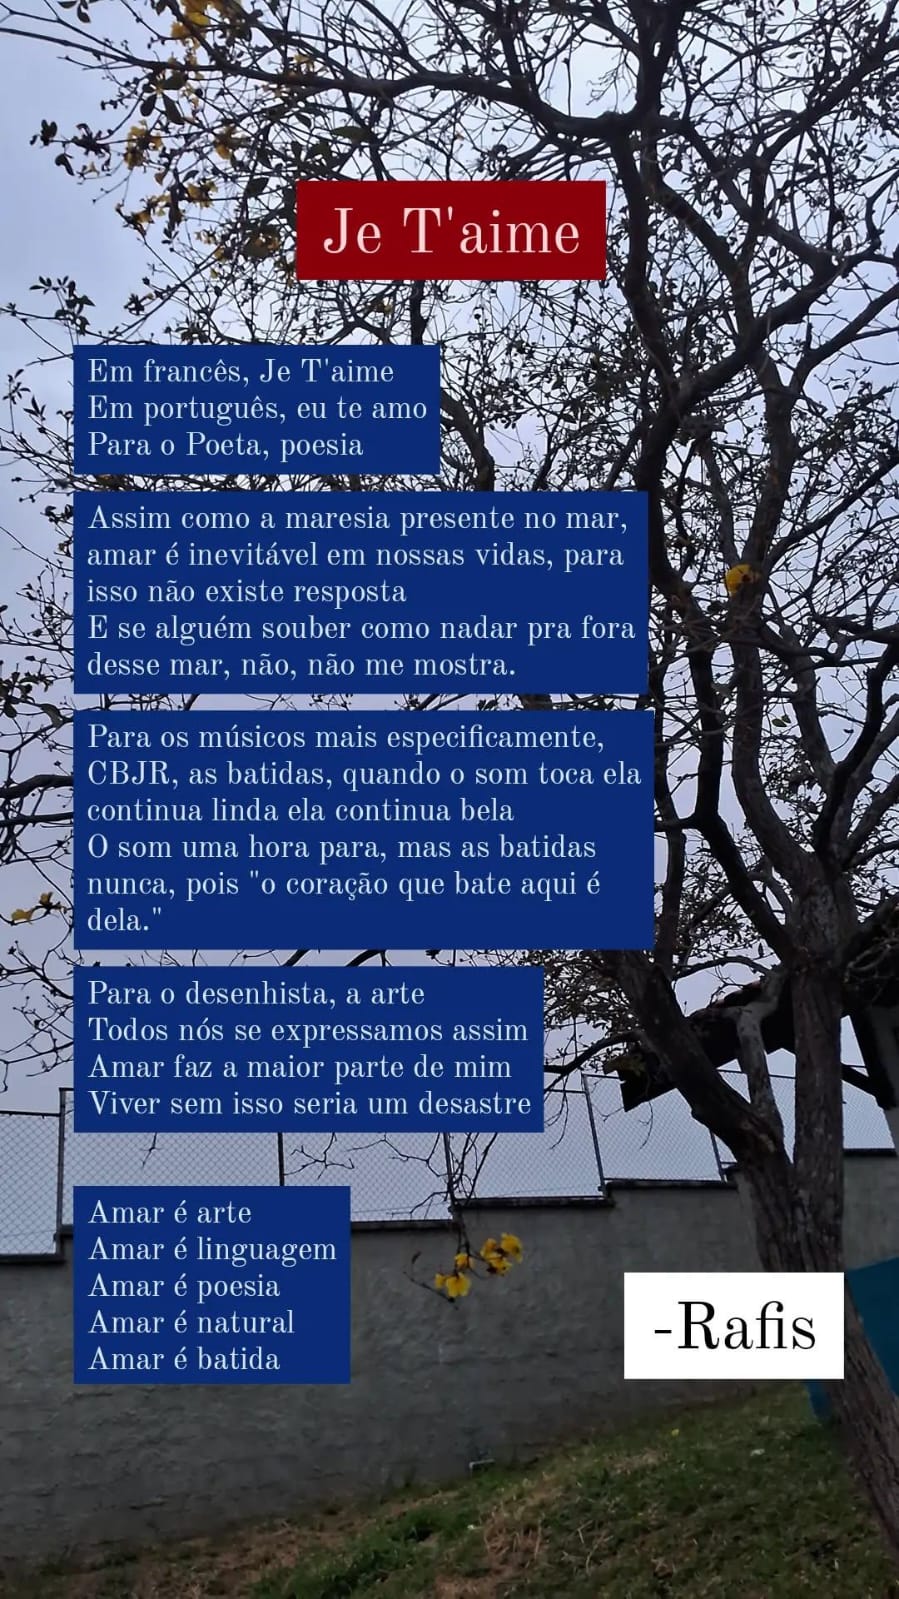 Je T'aime
Em francês, Je T'aime
Em português, eu te amo
Para o Poeta, poesia
Assim como a maresia presente no mar,
amar é inevitável em nossas vidas, para
isso não existe resposta
E se alguém souber como nadar pra fora
desse mar, não, não me mostra.
Para os músicos mais especificamente,
CBJR, as batidas, quando o som toca ela
continua linda ela continua bela
O som uma hora para, mas as batidas
nunca, pois "o coração que bate aqui é
dela."
Para o desenhista, a arte
Todos nós se expressamos assim
Amar faz a maior parte de mim
Viver sem isso seria um desastre
Amar é arte
Amar é linguagem
Amar é poesia
Amar é natural
Amar é batida
-Rafis